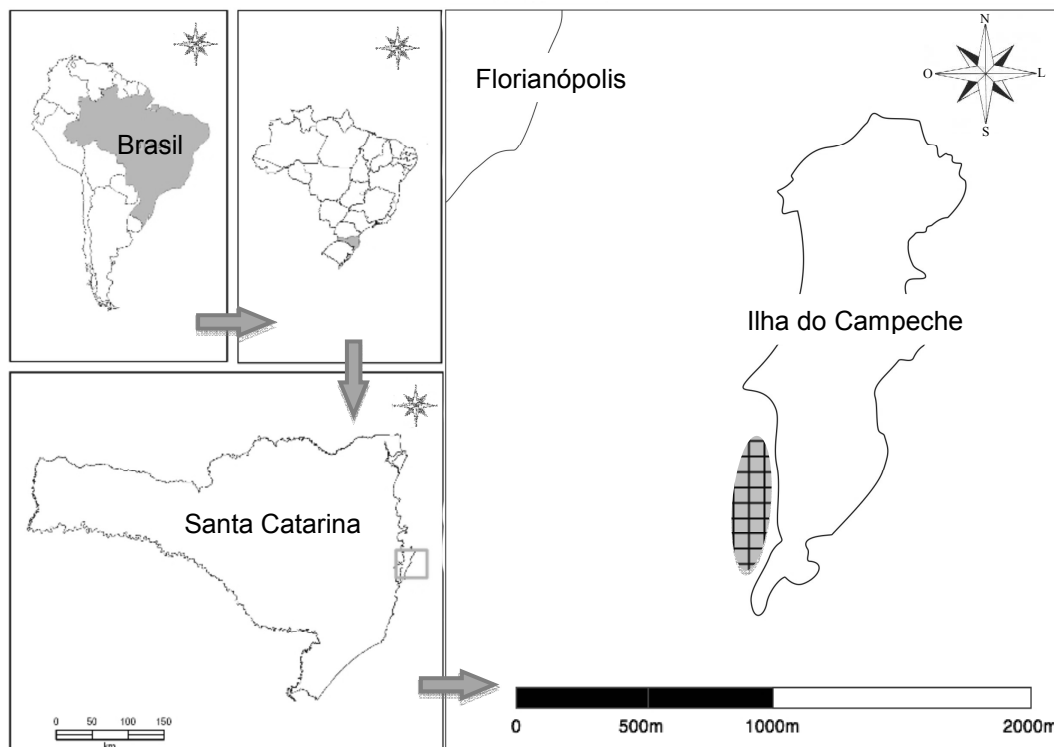 Brasil
Florianópolis
N
O
L
S
Ilha do Campeche
Santa Catarina
0 50 100 150
km
0 500m 1000m 2000m